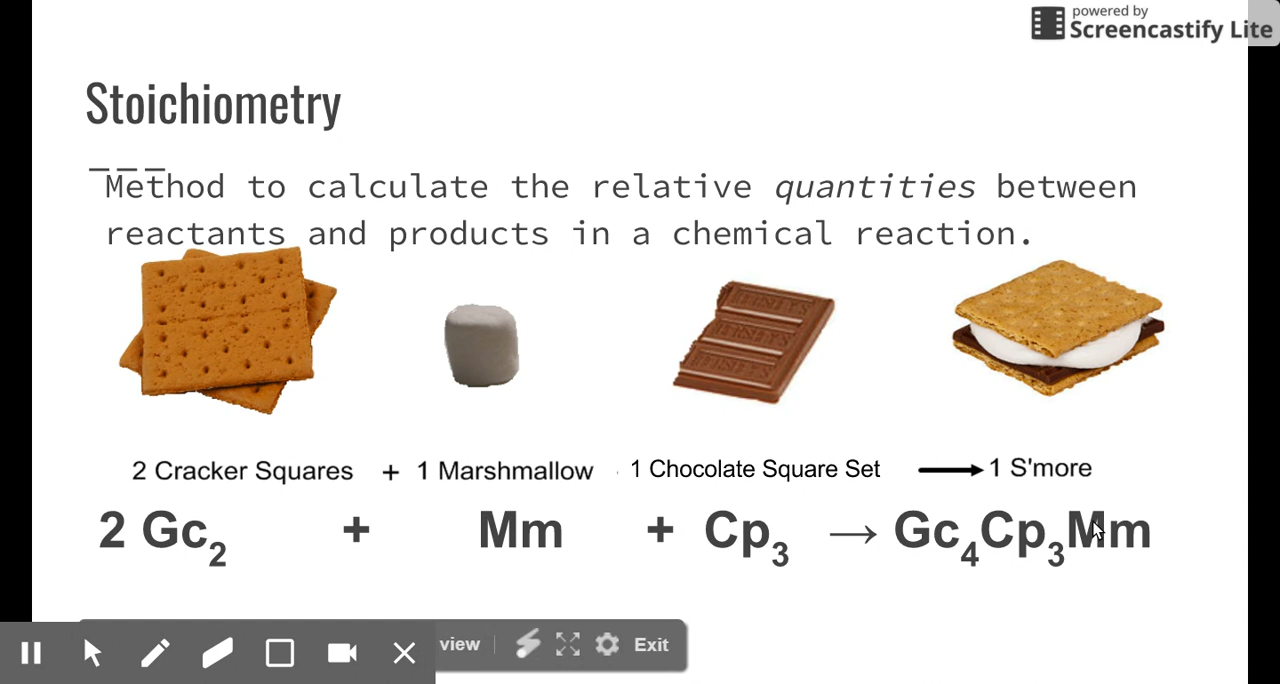 powered by
Screencastify Lite
Stoichiometry
Method to calculate the relative quantities between
reactants and products in a chemical reaction.
2 Cracker Squares + 1 Marshmallow 1 Chocolate Square Set → 1 S'more
2 Gc₂ + Mm + Cp₃ → Gc₄Cp₃Mm
view Exit